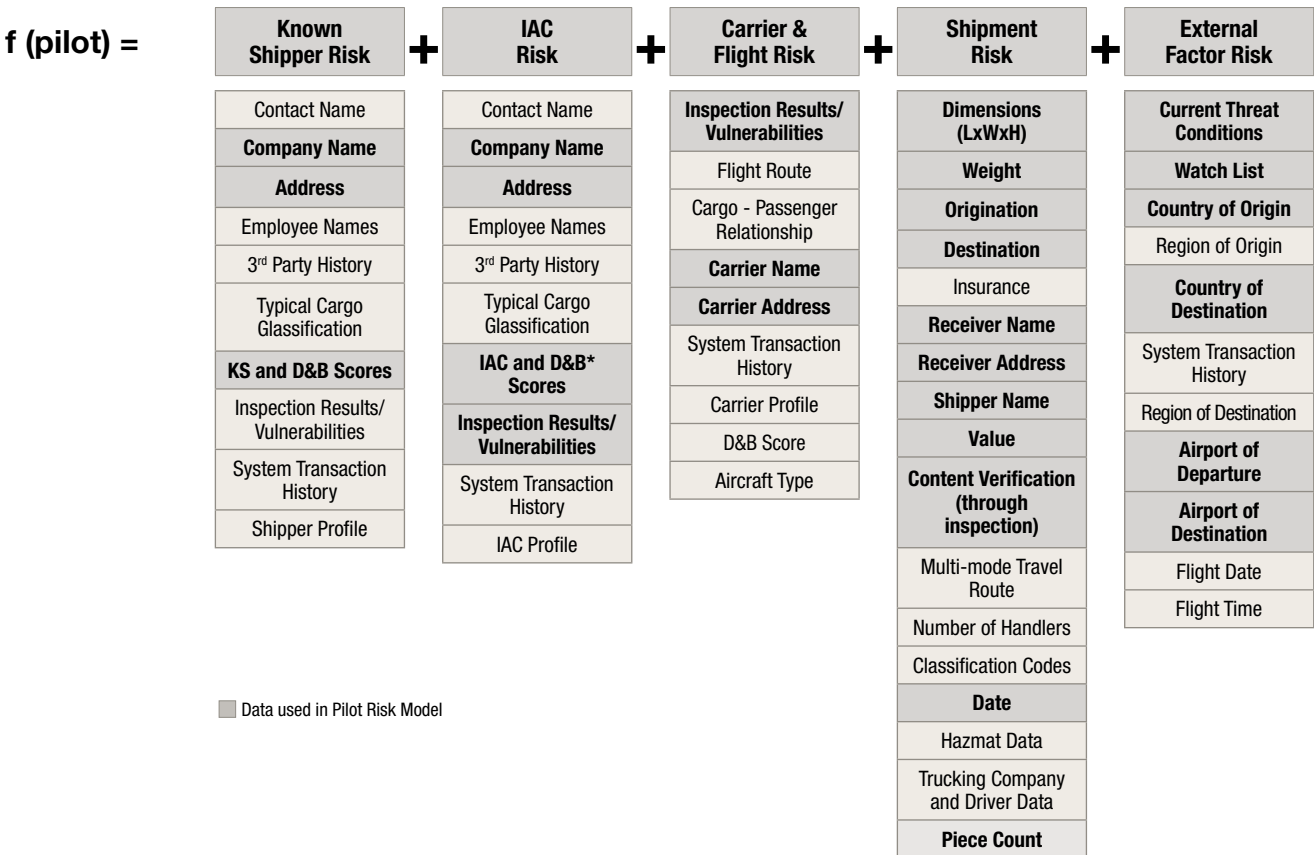 f (pilot) =
Known
Shipper Risk
+
IAC
Risk
+
Carrier &
Flight Risk
+
Shipment
Risk
+
External
Factor Risk
Contact Name
Company Name
Address
Employee Names
3rd Party History
Typical Cargo
Glassification
KS and D&B Scores
Inspection Results/
Vulnerabilities
System Transaction
History
Shipper Profile
Contact Name
Company Name
Address
Employee Names
3rd Party History
Typical Cargo
Glassification
IAC and D&B*
Scores
Inspection Results/
Vulnerabilities
System Transaction
History
IAC Profile
Inspection Results/
Vulnerabilities
Flight Route
Cargo - Passenger
Relationship
Carrier Name
Carrier Address
System Transaction
History
Carrier Profile
D&B Score
Aircraft Type
Dimensions
(LxWxH)
Weight
Origination
Destination
Insurance
Receiver Name
Receiver Address
Shipper Name
Value
Content Verification
(through
inspection)
Multi-mode Travel
Route
Number of Handlers
Classification Codes
Date
Hazmat Data
Trucking Company
and Driver Data
Piece Count
Current Threat
Conditions
Watch List
Country of Origin
Region of Origin
Country of
Destination
System Transaction
History
Region of Destination
Airport of
Departure
Airport of
Destination
Flight Date
Flight Time
Data used in Pilot Risk Model